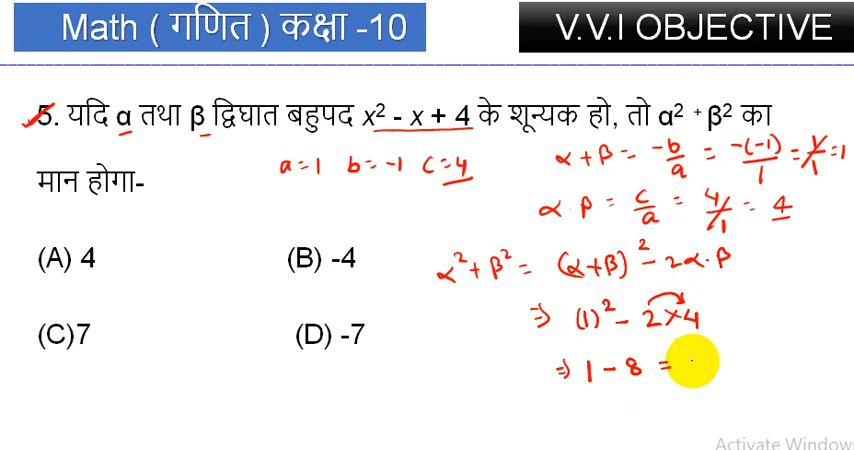 Math ( गणित ) कक्षा -10
V.V.I OBJECTIVE
5. यदि α तथा β द्विघात बहुपद x² - x + 4 के शून्यक हो, तो α² + β² का
मान होगा-
a = 1 b = -1 c = 4
α + β = -b/a = -(-1)/1 = 1/1 = 1
α · β = c/a = 4/1 = 4
(A) 4
(B) -4
α² + β² = (α + β)² - 2α · β
⇒ (1)² - 2 × 4
(C)7
(D) -7
⇒ 1 - 8 =
Activate Windows